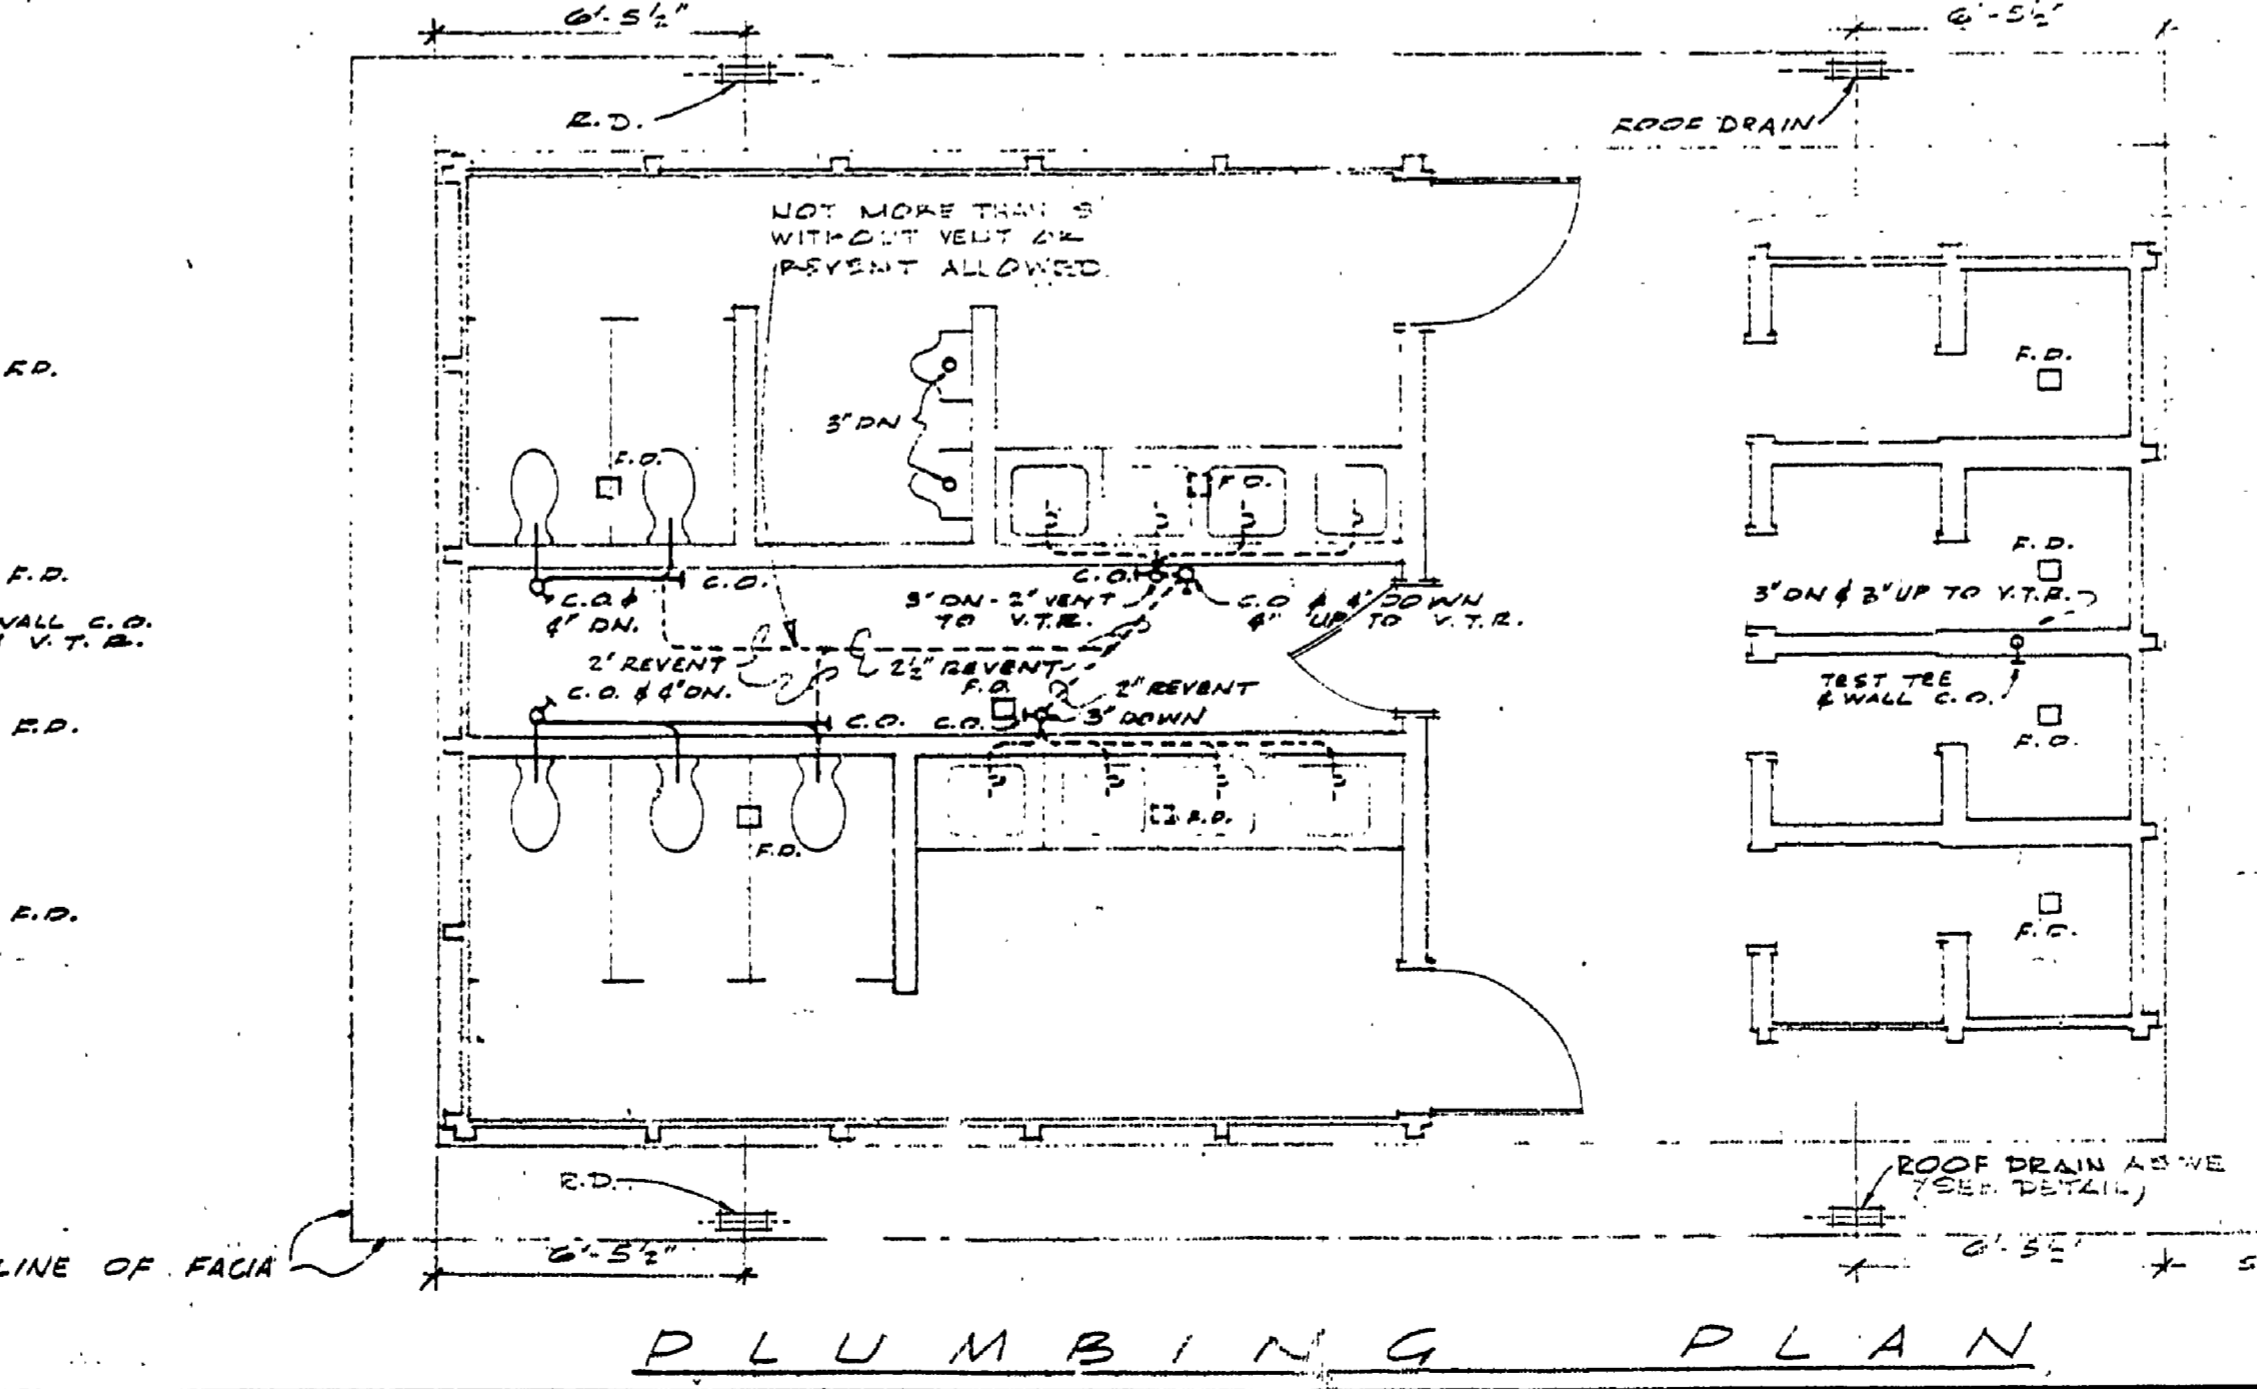 6'-5½"
6'-5½"
R.D.
ROOF DRAIN
NOT MORE THAN
WITHOUT VENT OR
REVENT ALLOWED.
F.D.
F.D.
3" DN
F.D.
F.D.
F.D.
F.D.
C.O.
C.O.
C.O. &
4" DN.
3" DN - 2" VENT
TO V.T.R.
C.O. & 4" DOWN
4" UP TO V.T.R.
3" DN & 3" UP TO V.T.R.
WALL C.O.
V.T.R.
2" REVENT
2½" REVENT
C.O. & 4" DN.
F.D.
2" REVENT
3" DOWN
TEST TEE
& WALL C.O.
F.D.
C.O.
C.O.
F.D.
F.D.
F.D.
F.D.
F.D.
R.D.
ROOF DRAIN ABOVE
(SEE DETAIL)
LINE OF FACIA
6'-5½"
6'-5½"
PLUMBING PLAN